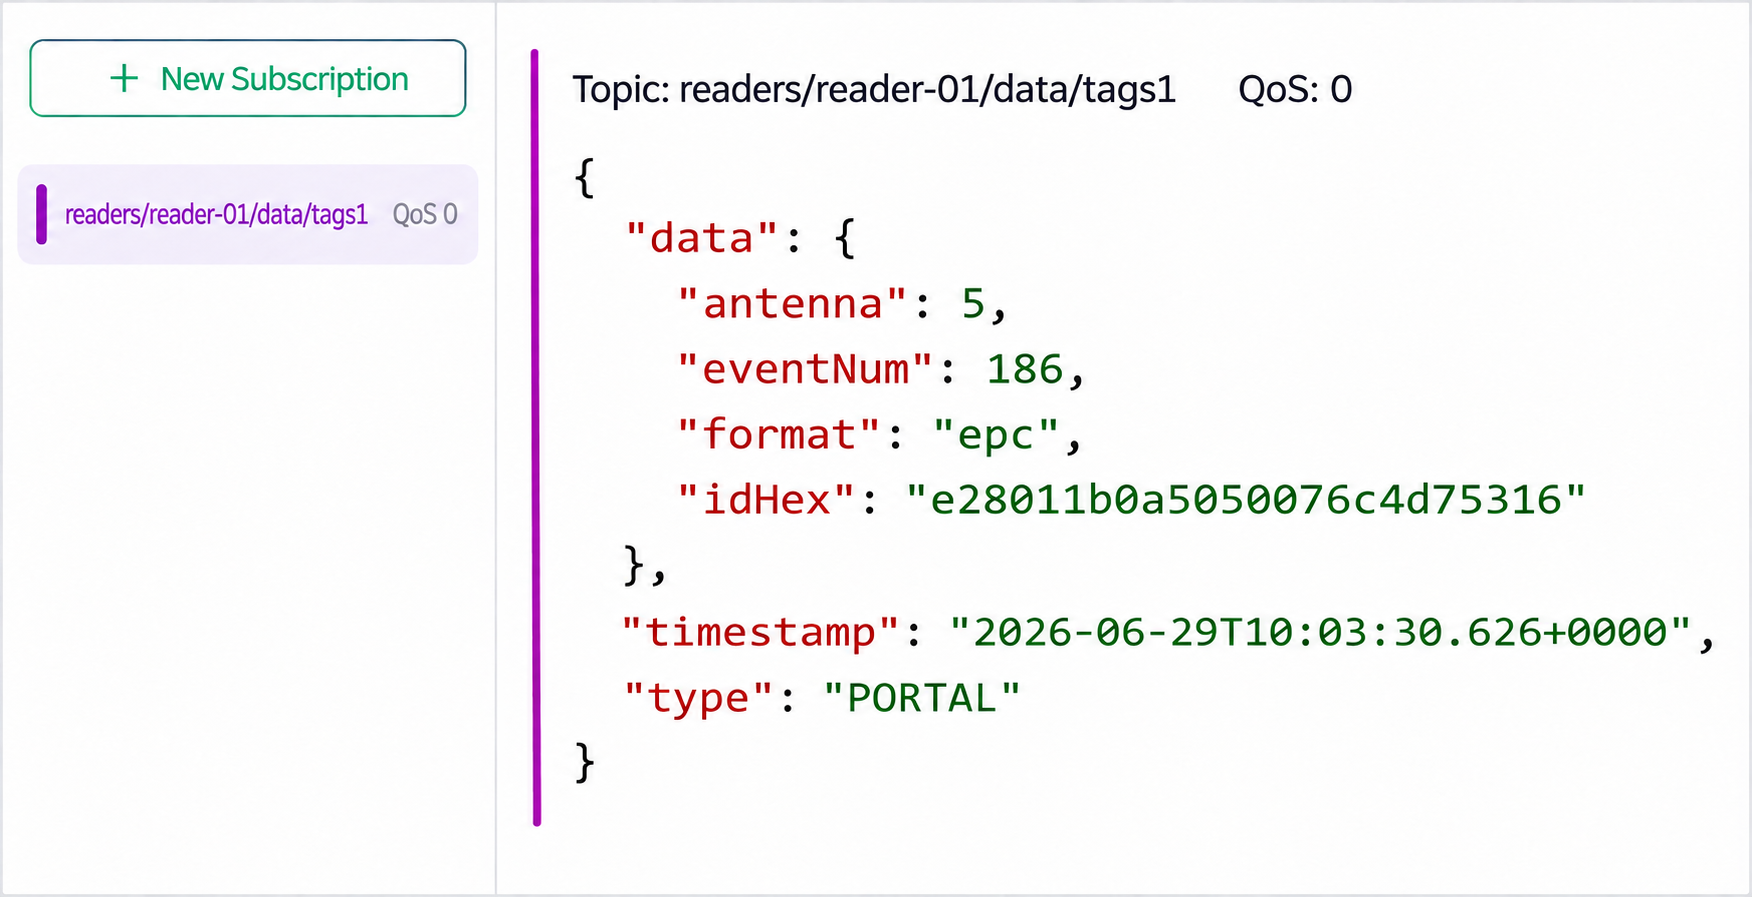 + New Subscription
readers/reader-01/data/tags1 QoS 0
Topic: readers/reader-01/data/tags1 QoS: 0
{
  "data": {
    "antenna": 5,
    "eventNum": 186,
    "format": "epc",
    "idHex": "e28011b0a5050076c4d75316"
  },
  "timestamp": "2026-06-29T10:03:30.626+0000",
  "type": "PORTAL"
}